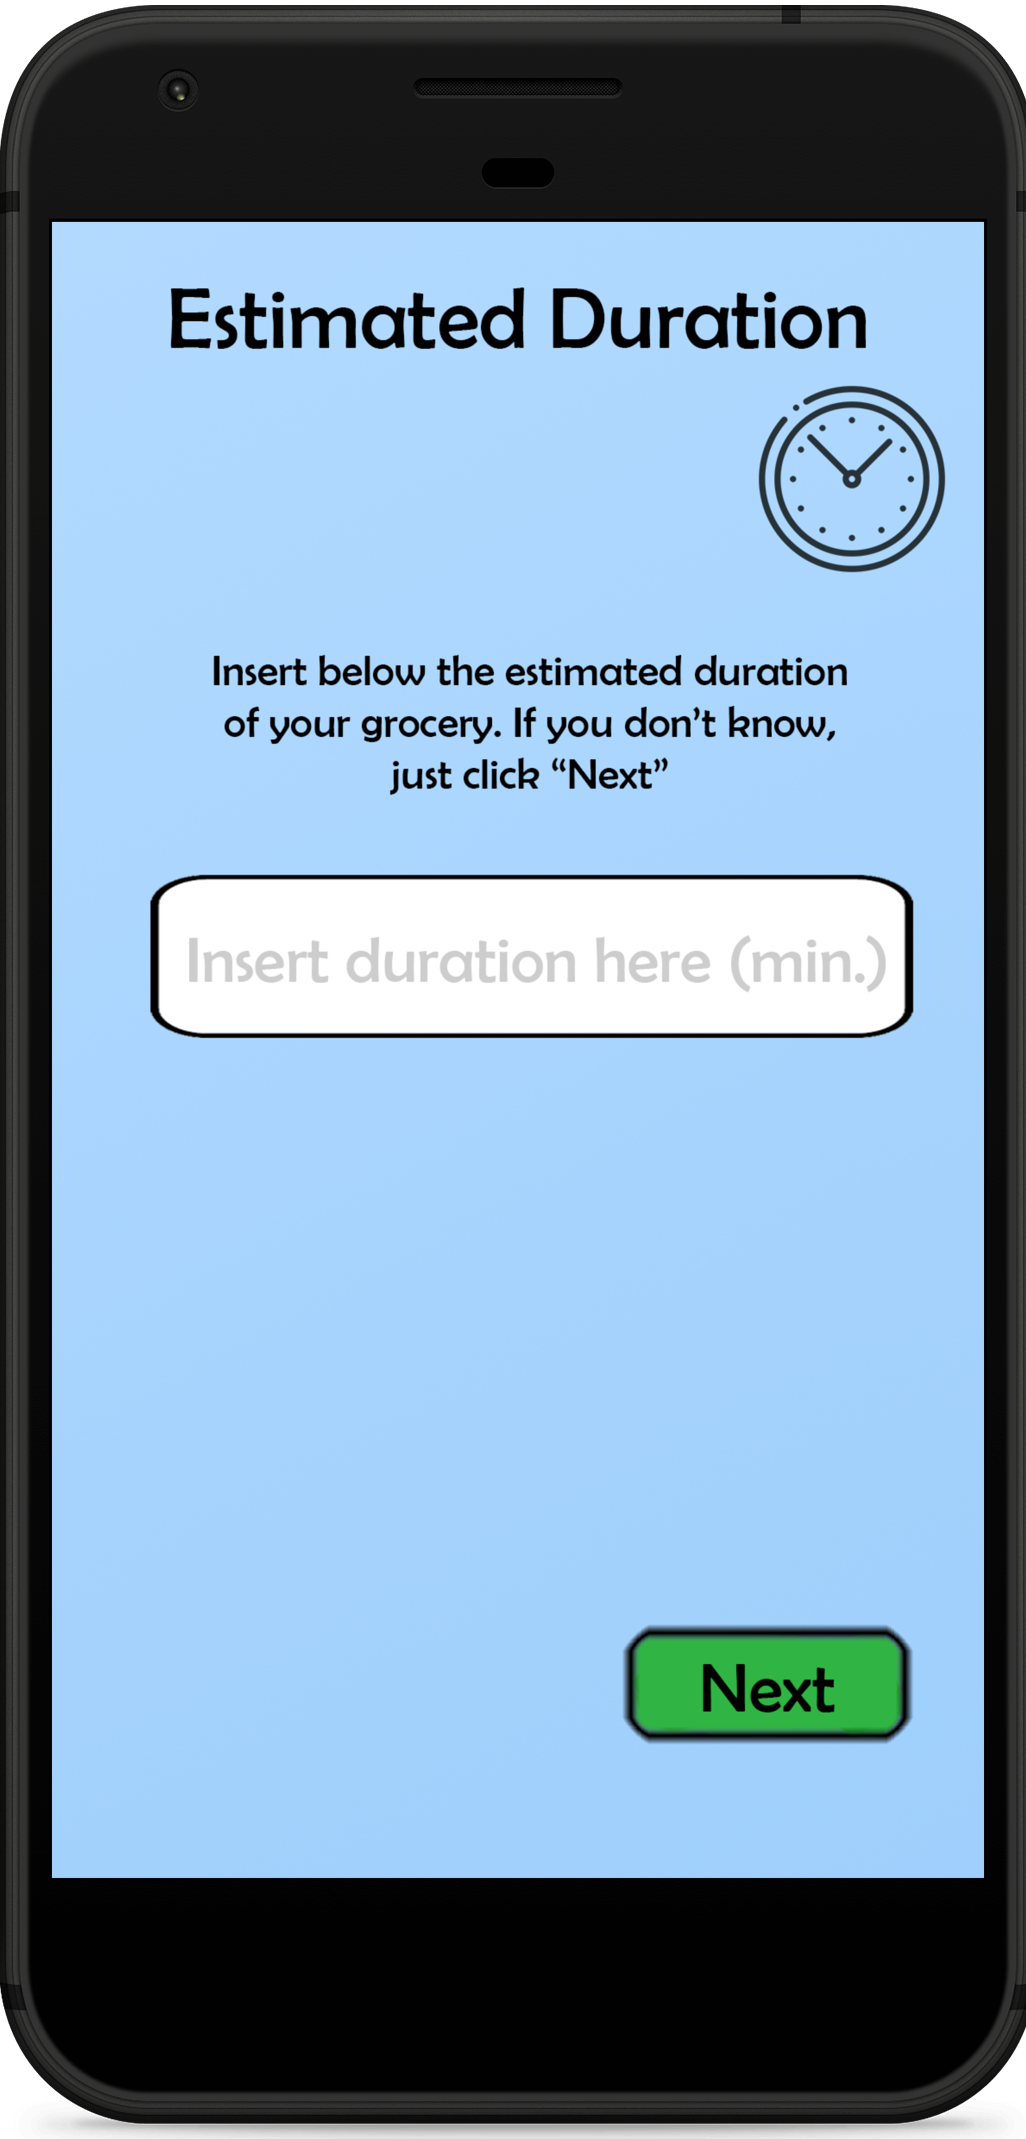 Estimated Duration
Insert below the estimated duration
of your grocery. If you don’t know,
just click “Next”
Insert duration here (min.)
Next